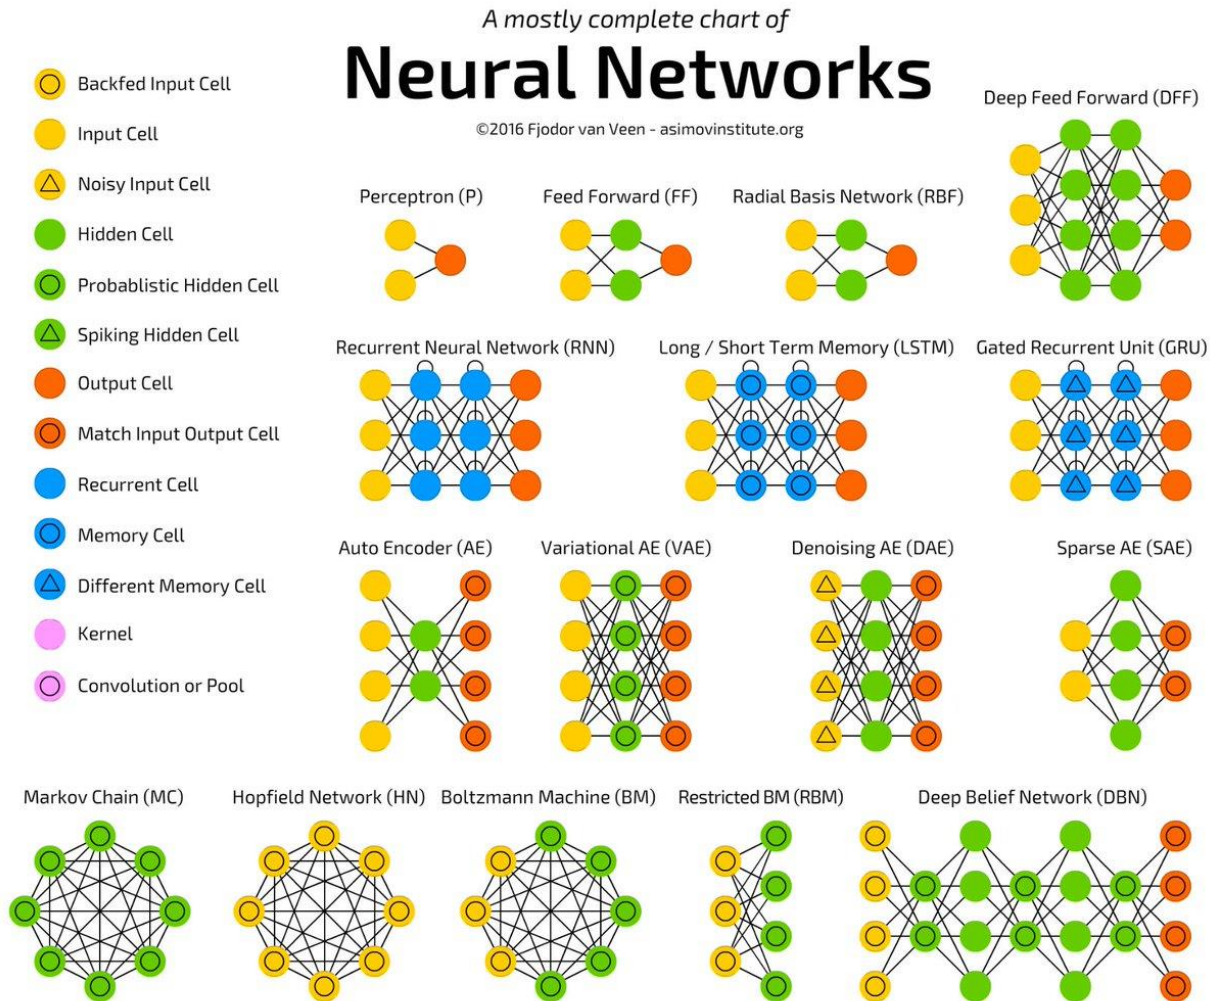 A mostly complete chart of
Neural Networks
©2016 Fjodor van Veen - asimovinstitute.org
Backfed Input Cell
Input Cell
Noisy Input Cell
Hidden Cell
Probablistic Hidden Cell
Spiking Hidden Cell
Output Cell
Match Input Output Cell
Recurrent Cell
Memory Cell
Different Memory Cell
Kernel
Convolution or Pool
Deep Feed Forward (DFF)
Perceptron (P)
Feed Forward (FF)
Radial Basis Network (RBF)
Recurrent Neural Network (RNN)
Long / Short Term Memory (LSTM)
Gated Recurrent Unit (GRU)
Auto Encoder (AE)
Variational AE (VAE)
Denoising AE (DAE)
Sparse AE (SAE)
Markov Chain (MC)
Hopfield Network (HN)
Boltzmann Machine (BM)
Restricted BM (RBM)
Deep Belief Network (DBN)